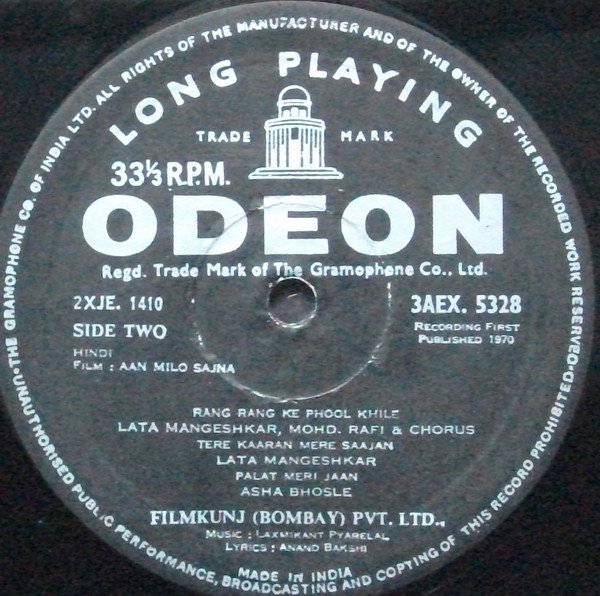 THE GRAMOPHONE CO. OF INDIA LTD. ALL RIGHTS OF THE MANUFACTURER AND OF THE OWNER OF THE RECORDED WORK RESERVED·
UNAUTHORISED PUBLIC PERFORMANCE, BROADCASTING AND COPYING OF THIS RECORD PROHIBITED·
LONG PLAYING
TRADE MARK
33⅓ R.P.M.
ODEON
Regd. Trade Mark of The Gramophone Co., Ltd.
2XJE. 1410
3AEX. 5328
SIDE TWO
RECORDING FIRST
PUBLISHED 1970
HINDI
FILM : AAN MILO SAJNA
RANG RANG KE PHOOL KHILE
LATA MANGESHKAR, MOHD. RAFI & CHORUS
TERE KAARAN MERE SAAJAN
LATA MANGESHKAR
PALAT MERI JAAN
ASHA BHOSLE
FILMKUNJ (BOMBAY) PVT. LTD.,
MUSIC : LAXMIKANT PYARELAL
LYRICS : ANAND BAKSHI
MADE IN INDIA